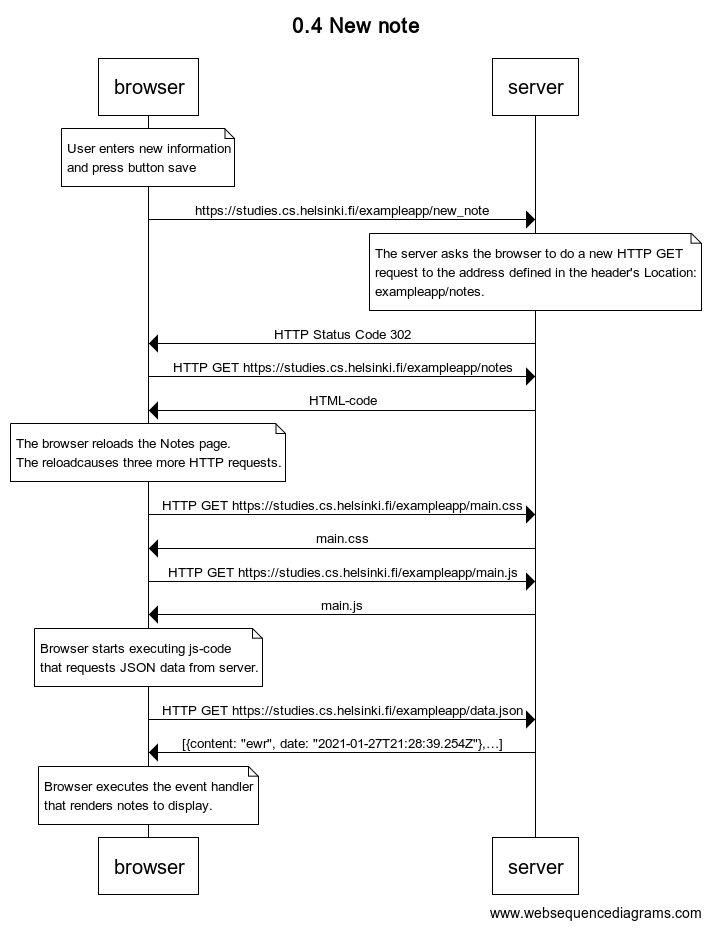 0.4 New note
browser
server
User enters new information
and press button save
https://studies.cs.helsinki.fi/exampleapp/new_note
The server asks the browser to do a new HTTP GET
request to the address defined in the header's Location:
exampleapp/notes.
HTTP Status Code 302
HTTP GET https://studies.cs.helsinki.fi/exampleapp/notes
HTML-code
The browser reloads the Notes page.
The reloadcauses three more HTTP requests.
HTTP GET https://studies.cs.helsinki.fi/exampleapp/main.css
main.css
HTTP GET https://studies.cs.helsinki.fi/exampleapp/main.js
main.js
Browser starts executing js-code
that requests JSON data from server.
HTTP GET https://studies.cs.helsinki.fi/exampleapp/data.json
[{content: "ewr", date: "2021-01-27T21:28:39.254Z"},...]
Browser executes the event handler
that renders notes to display.
browser
server
www.websequencediagrams.com